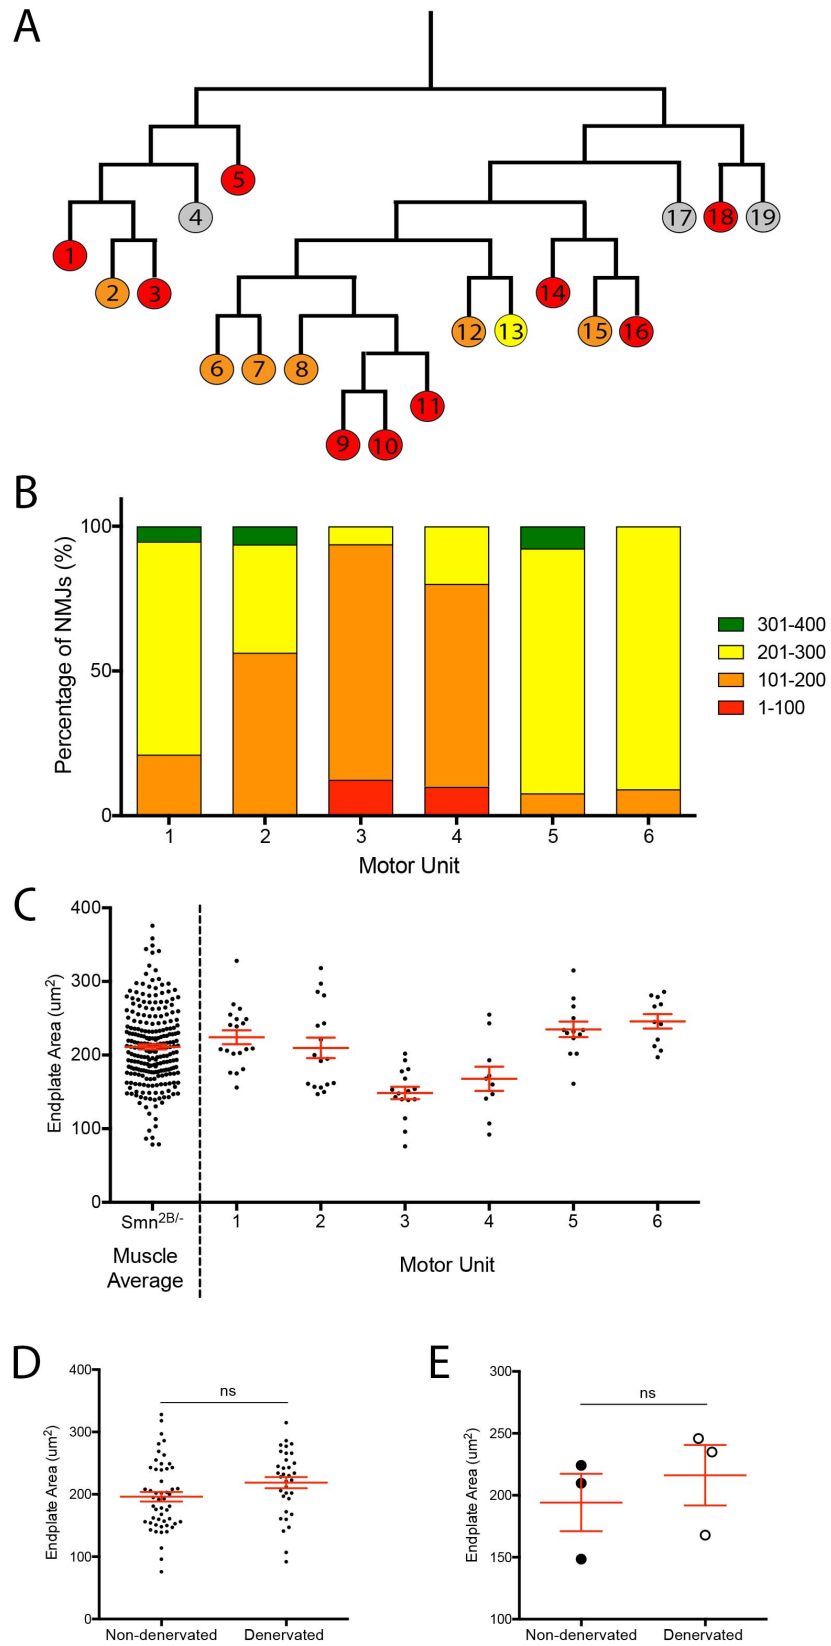 A
5
4
17
18
19
1
2
3
14
12
13
15
16
6
7
8
11
9
10
B
Percentage of NMJs (%)
100
50
0
1
2
3
4
5
6
Motor Unit
301-400
201-300
101-200
1-100
C
Endplate Area (um²)
400
300
200
100
0
Smn²ᴮᐟ⁻
1
2
3
4
5
6
Muscle
Average
Motor Unit
D
Endplate Area (um²)
400
300
200
100
0
ns
Non-denervated
Denervated
E
Endplate Area (um²)
300
250
200
150
100
ns
Non-denervated
Denervated